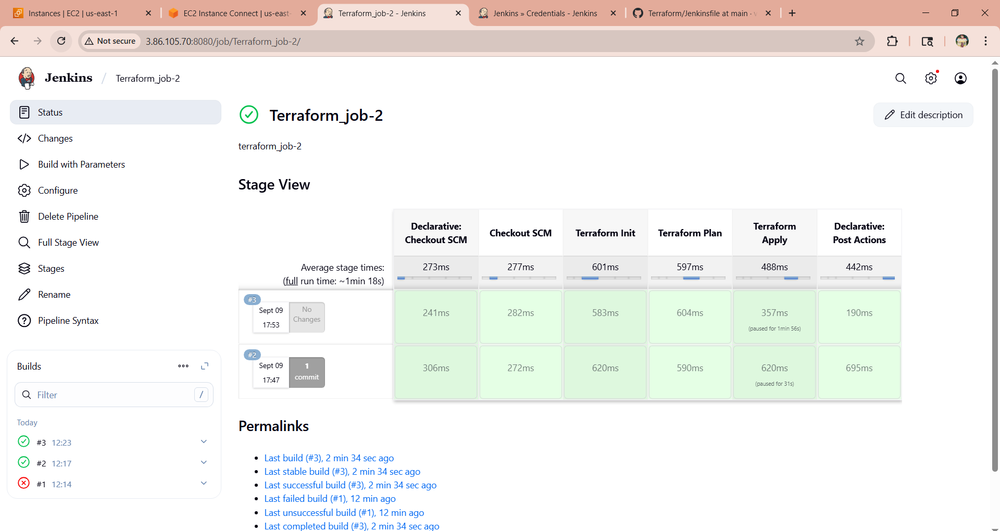 Instances | EC2 | us-east-1
EC2 Instance Connect | us-east-
Terraform_job-2 - Jenkins
Jenkins » Credentials - Jenkins
Terraform/Jenkinsfile at main ·
Not secure
3.86.105.70:8080/job/Terraform_job-2/
Jenkins / Terraform_job-2
Status
Changes
Build with Parameters
Configure
Delete Pipeline
Full Stage View
Stages
Rename
Pipeline Syntax
Builds
Filter
/
Today
#3 12:23
#2 12:17
#1 12:14
Terraform_job-2
Edit description
terraform_job-2
Stage View
Declarative:
Checkout SCM
Checkout SCM
Terraform Init
Terraform Plan
Terraform
Apply
Declarative:
Post Actions
Average stage times:
(full run time: ~1min 18s)
273ms
277ms
601ms
597ms
488ms
442ms
#3
Sept 09
17:53
No
Changes
241ms
282ms
583ms
604ms
357ms
(paused for 1min 56s)
190ms
#2
Sept 09
17:47
1
commit
306ms
272ms
620ms
590ms
620ms
(paused for 31s)
695ms
Permalinks
Last build (#3), 2 min 34 sec ago
Last stable build (#3), 2 min 34 sec ago
Last successful build (#3), 2 min 34 sec ago
Last failed build (#1), 12 min ago
Last unsuccessful build (#1), 12 min ago
Last completed build (#3), 2 min 34 sec ago